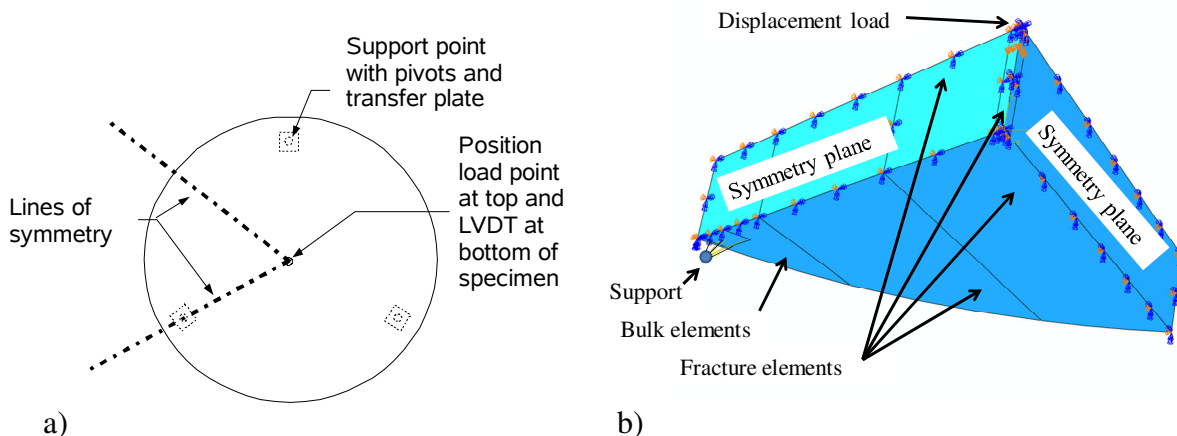 Support point
with pivots and
transfer plate
Position
load point
at top and
LVDT at
bottom of
specimen
Lines of
symmetry
a)
Displacement load
Symmetry plane
Symmetry plane
Support
Bulk elements
Fracture elements
b)